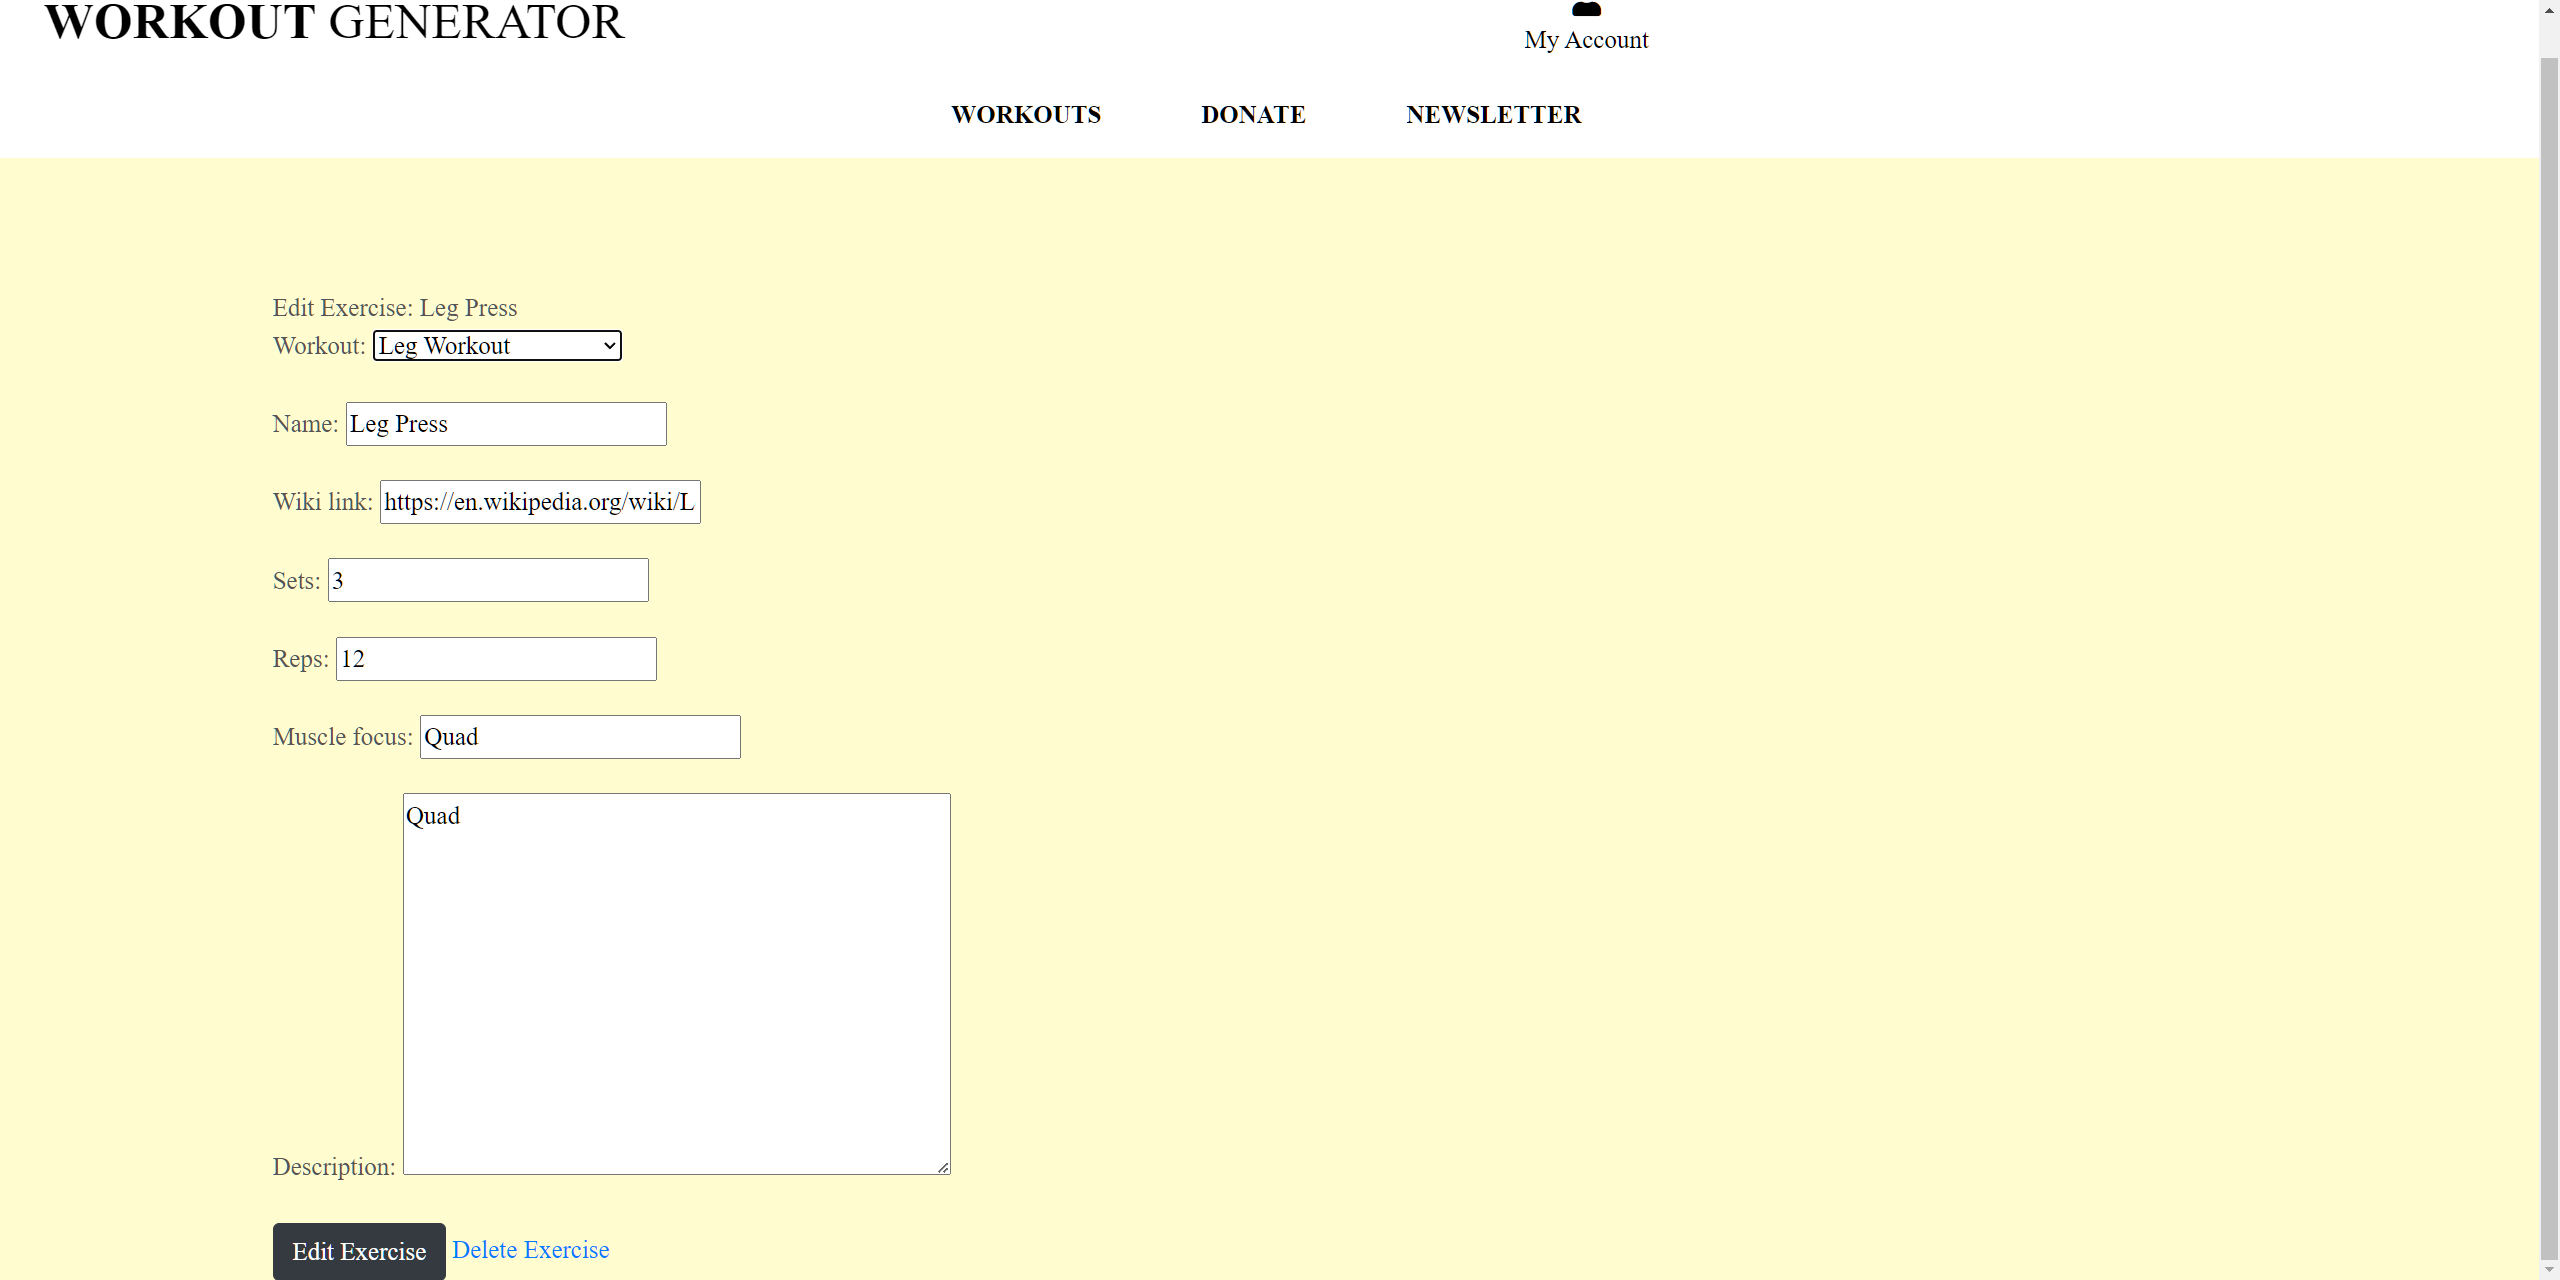 WORKOUT GENERATOR
My Account
WORKOUTS DONATE NEWSLETTER
Edit Exercise: Leg Press
Workout: Leg Workout
Name: Leg Press
Wiki link: https://en.wikipedia.org/wiki/L
Sets: 3
Reps: 12
Muscle focus: Quad
Quad
Description:
Edit Exercise Delete Exercise